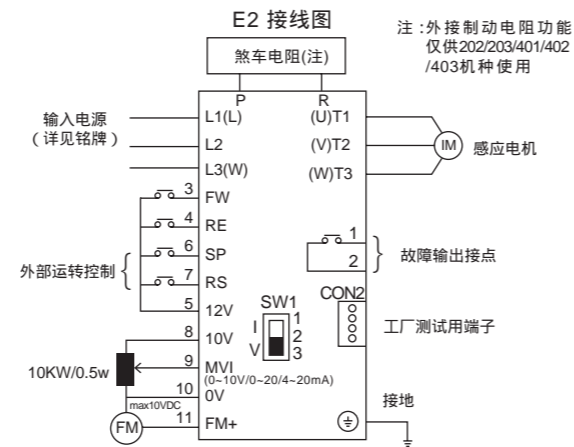 E2 接线图
注：外接制动电阻功能
仅供202/203/401/402
/403机种使用
煞车电阻(注)
P
R
输入电源
（详见铭牌）
L1(L)
L2
L3(W)
(U)T1
(V)T2
(W)T3
IM
感应电机
3 FW
4 RE
6 SP
7 RS
5 12V
外部运转控制
1
2
故障输出接点
SW1
I
V
1
2
3
CON2
工厂测试用端子
8 10V
9 MVI
(0~10V/0~20/4~20mA)
10 0V
max10VDC
11 FM+
10KW/0.5w
FM
接地